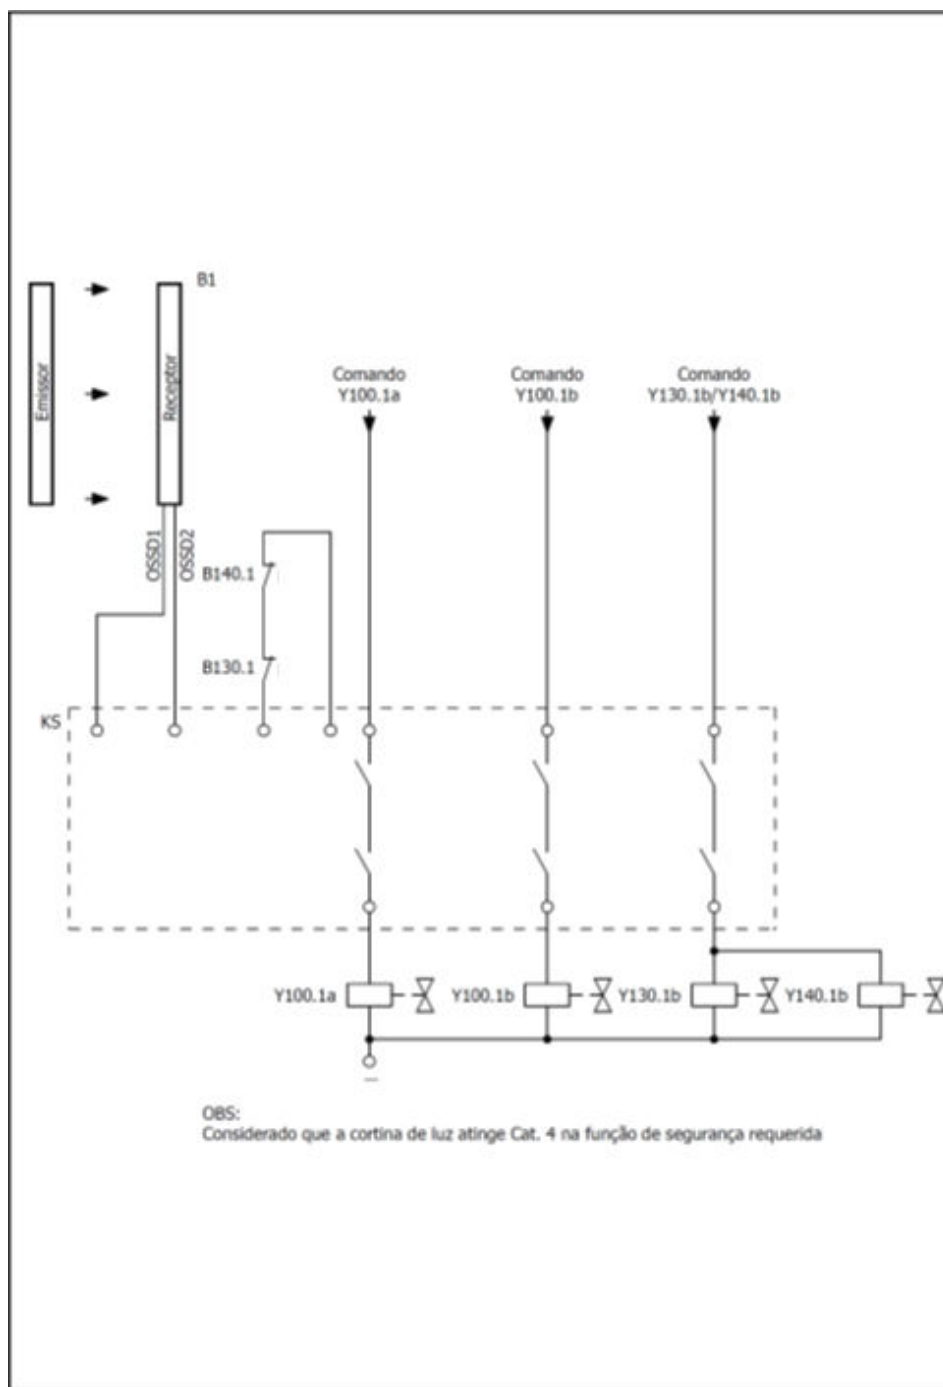 B1
Emissor
Receptor
Comando
Y100.1a
Comando
Y100.1b
Comando
Y130.1b/Y140.1b
OSSD1
OSSD2
B140.1
B130.1
KS
Y100.1a
Y100.1b
Y130.1b
Y140.1b
OBS:
Considerado que a cortina de luz atinge Cat. 4 na função de segurança requerida